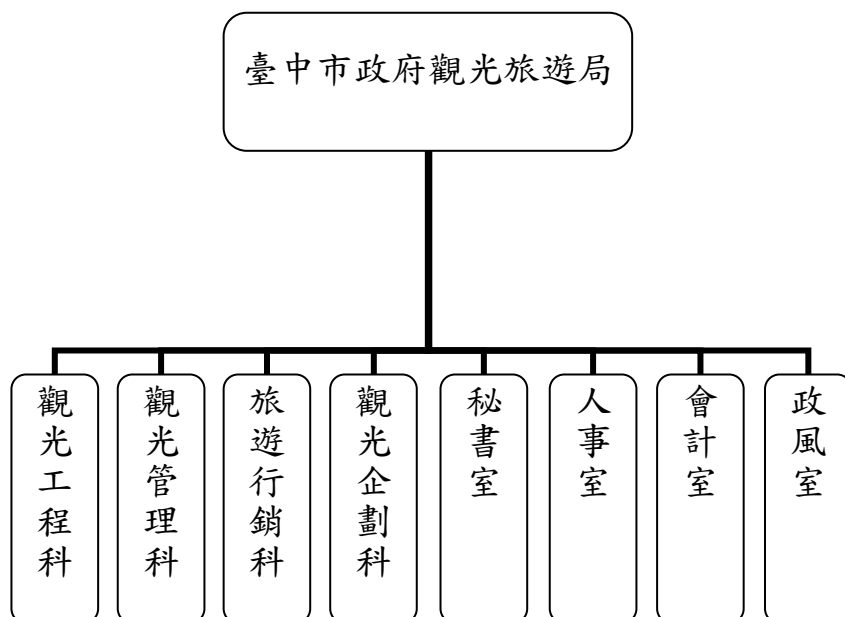 臺中市政府觀光旅遊局
觀光工程科
觀光管理科
旅遊行銷科
觀光企劃科
秘書室
人事室
會計室
政風室